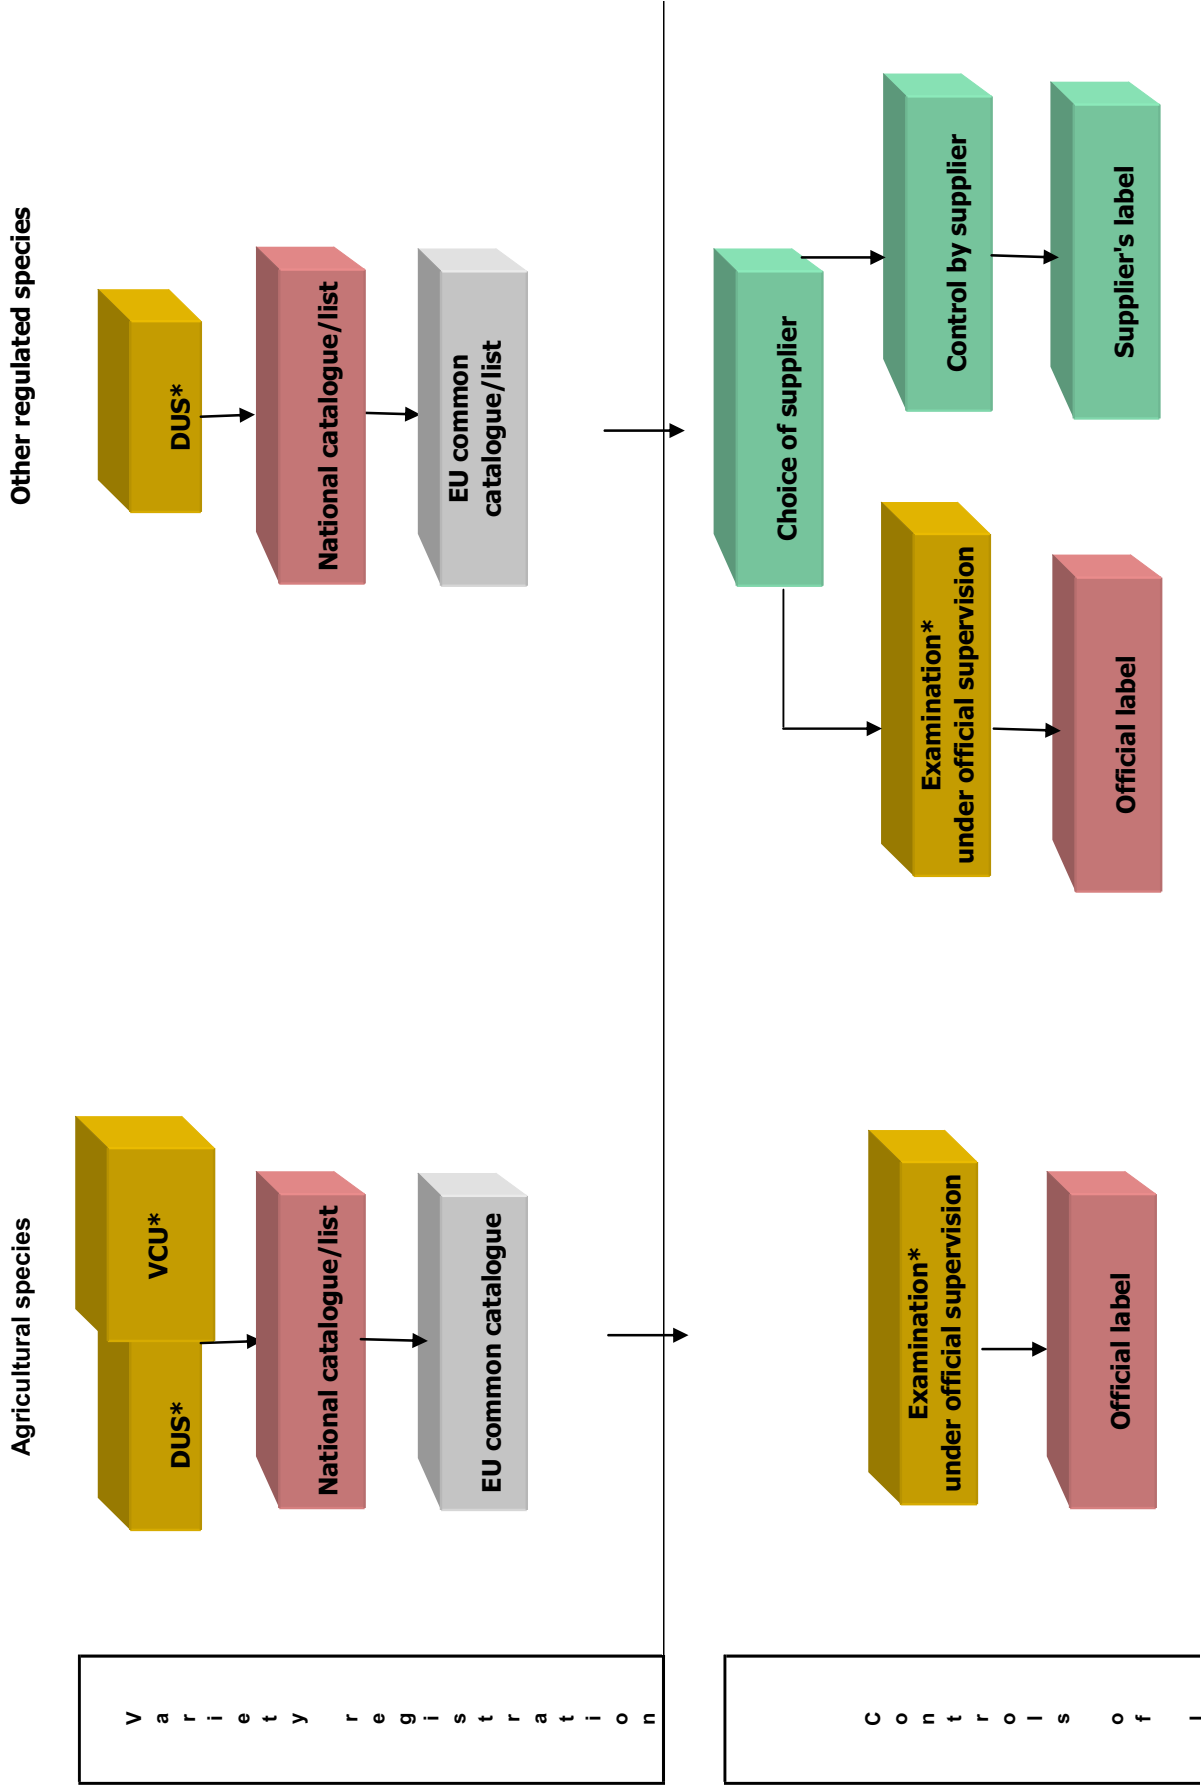 Agricultural species
Other regulated species
Variety registration
DUS*
VCU*
National catalogue/list
EU common catalogue
DUS*
National catalogue/list
EU common
catalogue/list
Controls of l
Examination*
under official supervision
Official label
Choice of supplier
Examination*
under official supervision
Official label
Control by supplier
Supplier's label